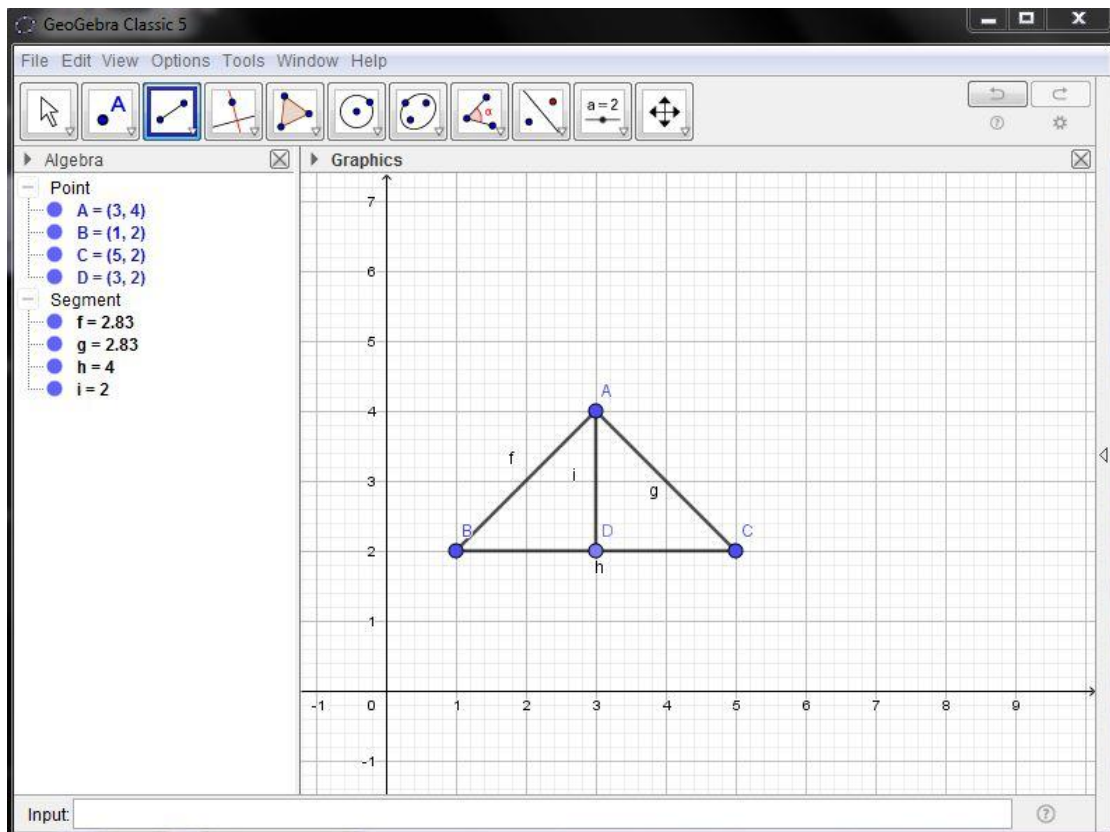 GeoGebra Classic 5
File Edit View Options Tools Window Help
A
α
a=2
Algebra
Graphics
Point
A = (3, 4)
B = (1, 2)
C = (5, 2)
D = (3, 2)
Segment
f = 2.83
g = 2.83
h = 4
i = 2
7
6
5
4
3
2
1
-1
A
f
i
g
B
D
C
h
-1 0 1 2 3 4 5 6 7 8 9
Input: